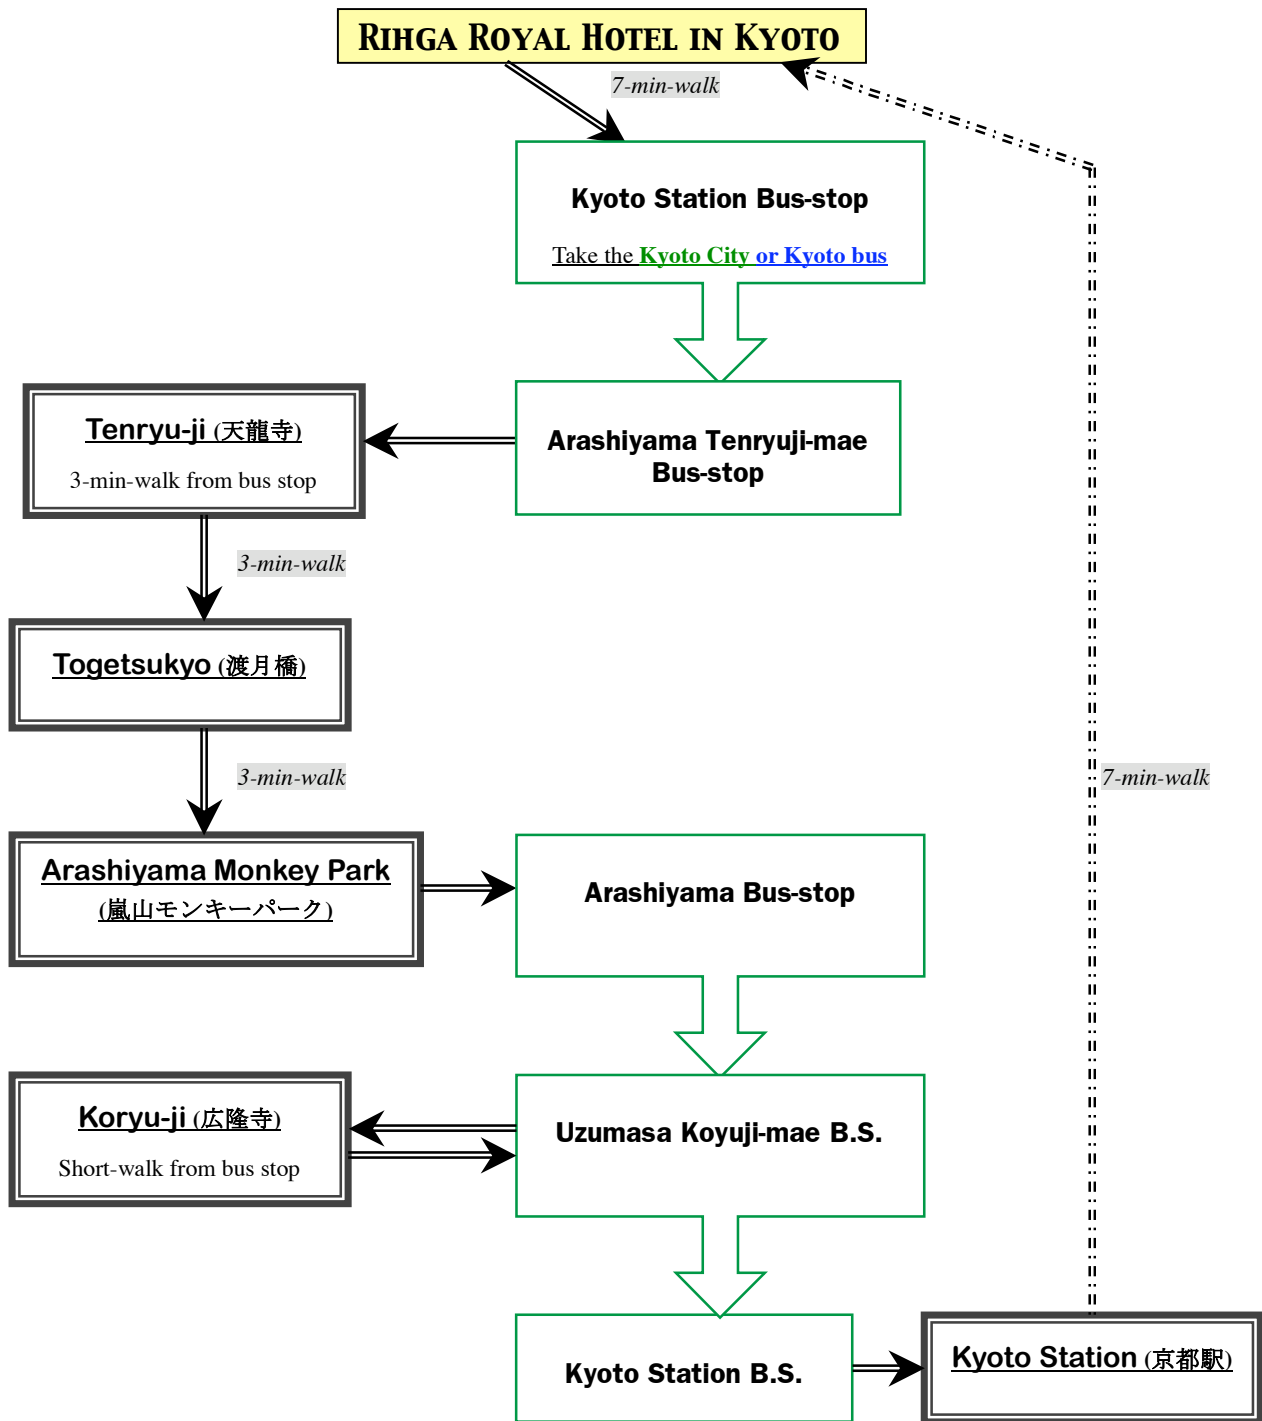 RIHGA ROYAL HOTEL IN KYOTO
7-min-walk
Kyoto Station Bus-stop
Take the Kyoto City or Kyoto bus
Tenryu-ji (天龍寺)
3-min-walk from bus stop
Arashiyama Tenryuji-mae
Bus-stop
3-min-walk
Togetsukyo (渡月橋)
3-min-walk
7-min-walk
Arashiyama Monkey Park
(嵐山モンキーパーク)
Arashiyama Bus-stop
Koryu-ji (広隆寺)
Short-walk from bus stop
Uzumasa Koyuji-mae B.S.
Kyoto Station B.S.
Kyoto Station (京都駅)